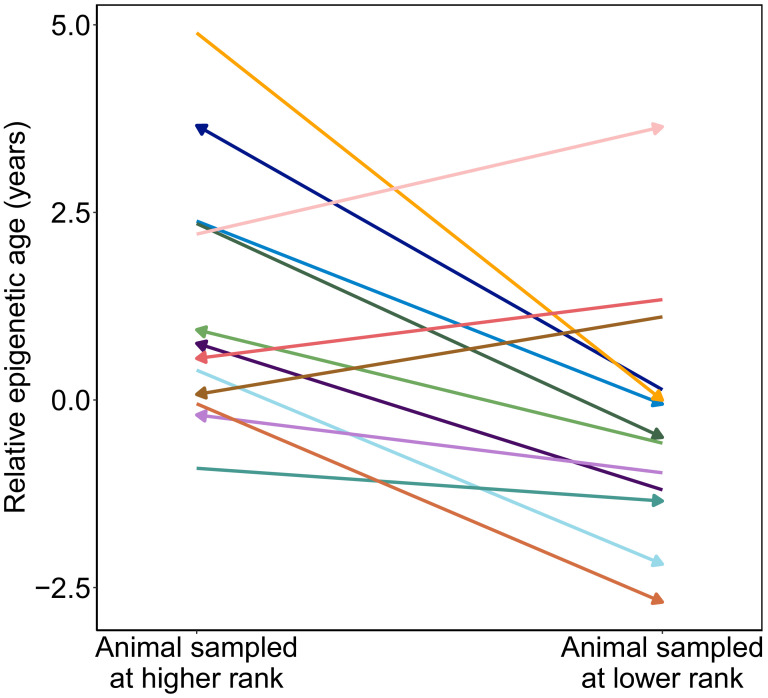 Relative epigenetic age (years)
5.0
2.5
0.0
−2.5
Animal sampled
at higher rank
Animal sampled
at lower rank